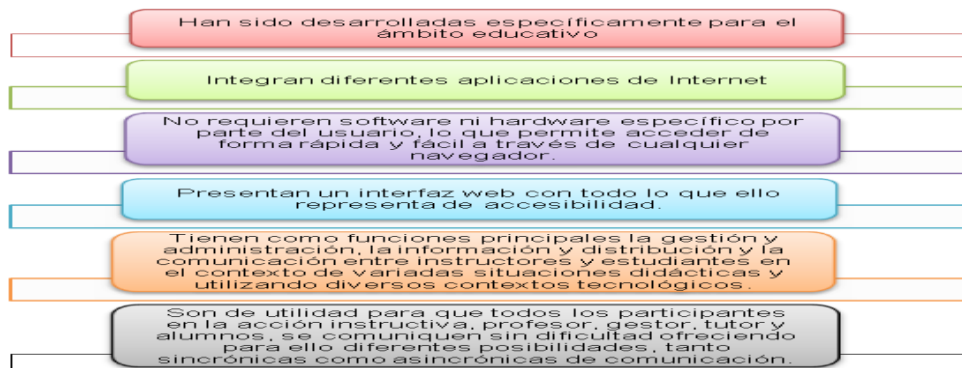 Han sido desarrolladas específicamente para el
ámbito educativo
Integran diferentes aplicaciones de Internet
No requieren software ni hardware específico por
parte del usuario, lo que permite acceder de
forma rápida y fácil a través de cualquier
navegador.
Presentan un interfaz web con todo lo que ello
representa de accesibilidad.
Tienen como funciones principales la gestión y
administración, la información y distribución y la
comunicación entre instructores y estudiantes en
el contexto de variadas situaciones didácticas y
utilizando diversos contextos tecnológicos.
Son de utilidad para que todos los participantes
en la acción instructiva, profesor, gestor, tutor y
alumnos, se comuniquen sin dificultad ofreciendo
para ello diferentes posibilidades, tanto
sincrónicas como asincrónicas de comunicación.